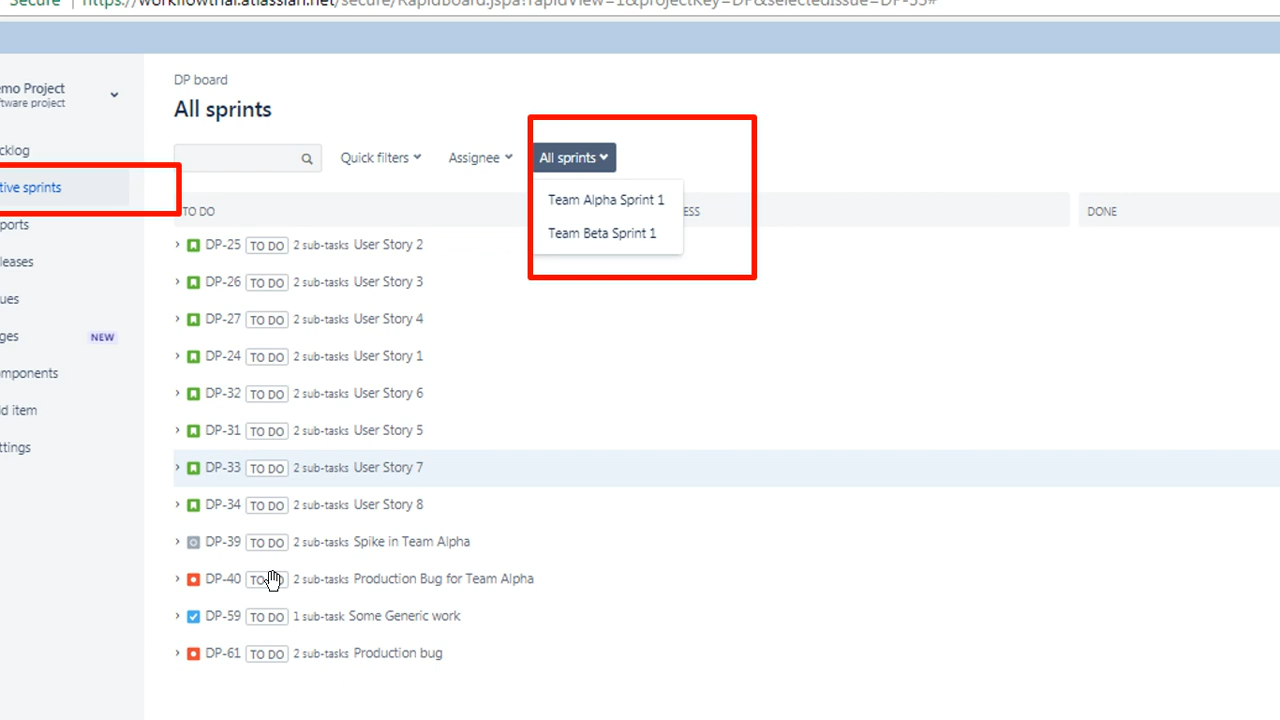 Secure | https://workflowthai.atlassian.net/secure/RapidBoard.jspa?rapidView=1&projectKey=DP&selectedIssue=DP-33#
emo Project
ftware project
DP board
All sprints
cklog
tive sprints
ports
leases
ues
ges NEW
mponents
d item
ttings
Quick filters Assignee All sprints
Team Alpha Sprint 1
Team Beta Sprint 1
TO DO ESS DONE
DP-25 TO DO 2 sub-tasks User Story 2
DP-26 TO DO 2 sub-tasks User Story 3
DP-27 TO DO 2 sub-tasks User Story 4
DP-24 TO DO 2 sub-tasks User Story 1
DP-32 TO DO 2 sub-tasks User Story 6
DP-31 TO DO 2 sub-tasks User Story 5
DP-33 TO DO 2 sub-tasks User Story 7
DP-34 TO DO 2 sub-tasks User Story 8
DP-39 TO DO 2 sub-tasks Spike in Team Alpha
DP-40 TO DO 2 sub-tasks Production Bug for Team Alpha
DP-59 TO DO 1 sub-task Some Generic work
DP-61 TO DO 2 sub-tasks Production bug